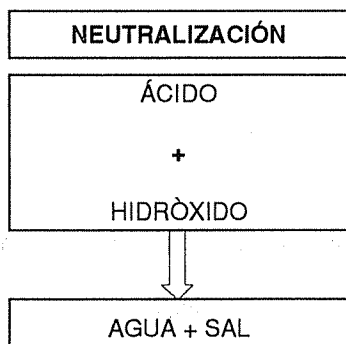 NEUTRALIZACIÓN
ÁCIDO
+
HIDRÒXIDO
AGUA + SAL